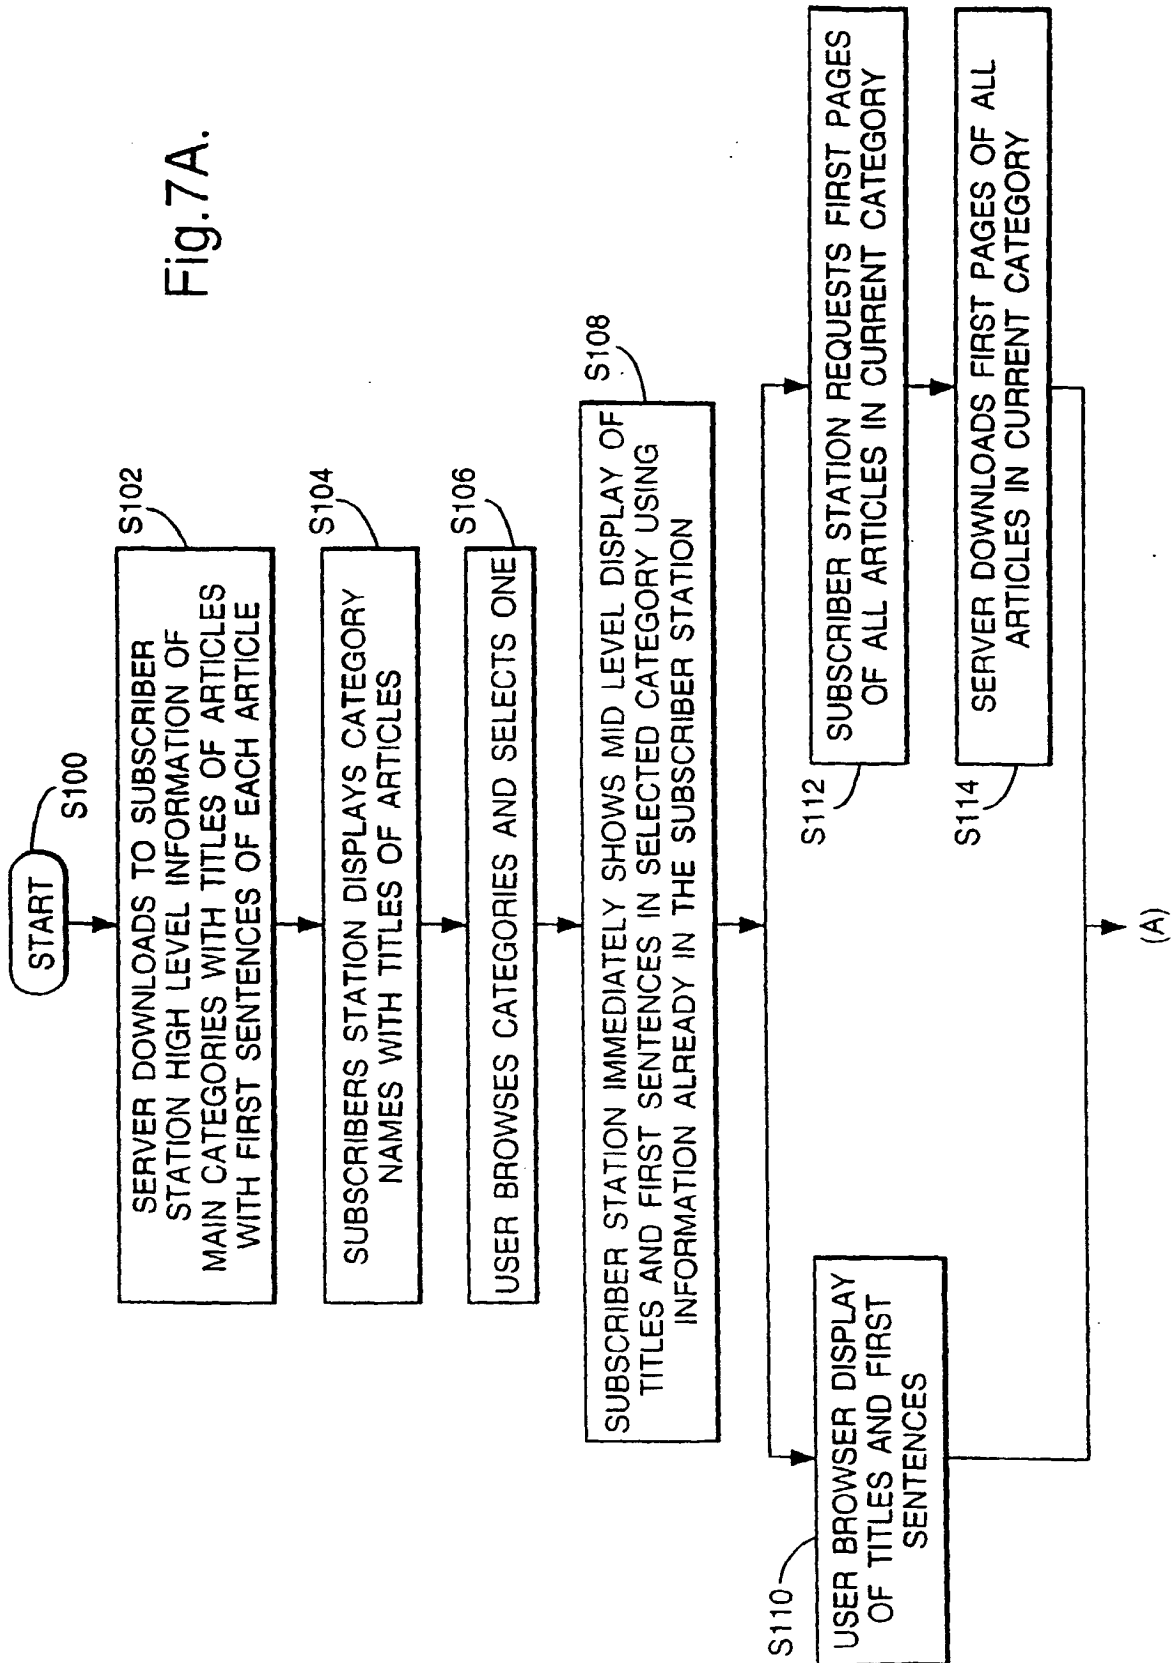 Fig.7A.
START
S100
SERVER DOWNLOADS TO SUBSCRIBER
STATION HIGH LEVEL INFORMATION OF
MAIN CATEGORIES WITH TITLES OF ARTICLES
WITH FIRST SENTENCES OF EACH ARTICLE
S102
SUBSCRIBERS STATION DISPLAYS CATEGORY
NAMES WITH TITLES OF ARTICLES
S104
USER BROWSES CATEGORIES AND SELECTS ONE
S106
SUBSCRIBER STATION IMMEDIATELY SHOWS MID LEVEL DISPLAY OF
TITLES AND FIRST SENTENCES IN SELECTED CATEGORY USING
INFORMATION ALREADY IN THE SUBSCRIBER STATION
S108
S110
USER BROWSER DISPLAY
OF TITLES AND FIRST
SENTENCES
S112
SUBSCRIBER STATION REQUESTS FIRST PAGES
OF ALL ARTICLES IN CURRENT CATEGORY
S114
SERVER DOWNLOADS FIRST PAGES OF ALL
ARTICLES IN CURRENT CATEGORY
(A)